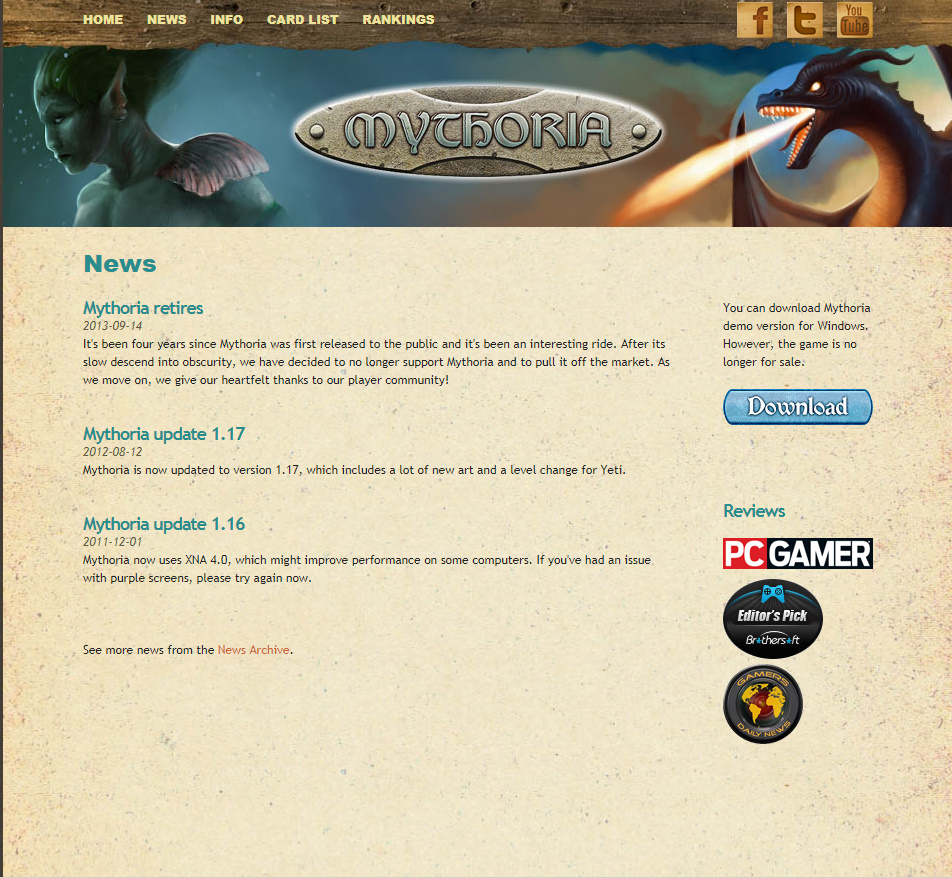 HOME NEWS INFO CARD LIST RANKINGS
f t You Tube
MYTHORIA
News
Mythoria retires
2013-09-14
It's been four years since Mythoria was first released to the public and it's been an interesting ride. After its
slow descend into obscurity, we have decided to no longer support Mythoria and to pull it off the market. As
we move on, we give our heartfelt thanks to our player community!
Mythoria update 1.17
2012-08-12
Mythoria is now updated to version 1.17, which includes a lot of new art and a level change for Yeti.
Mythoria update 1.16
2011-12-01
Mythoria now uses XNA 4.0, which might improve performance on some computers. If you've had an issue
with purple screens, please try again now.
See more news from the News Archive.
You can download Mythoria
demo version for Windows.
However, the game is no
longer for sale.
Download
Reviews
PC GAMER
Editor's Pick
Br★thers★ft
GAMERS
DAILY NEWS